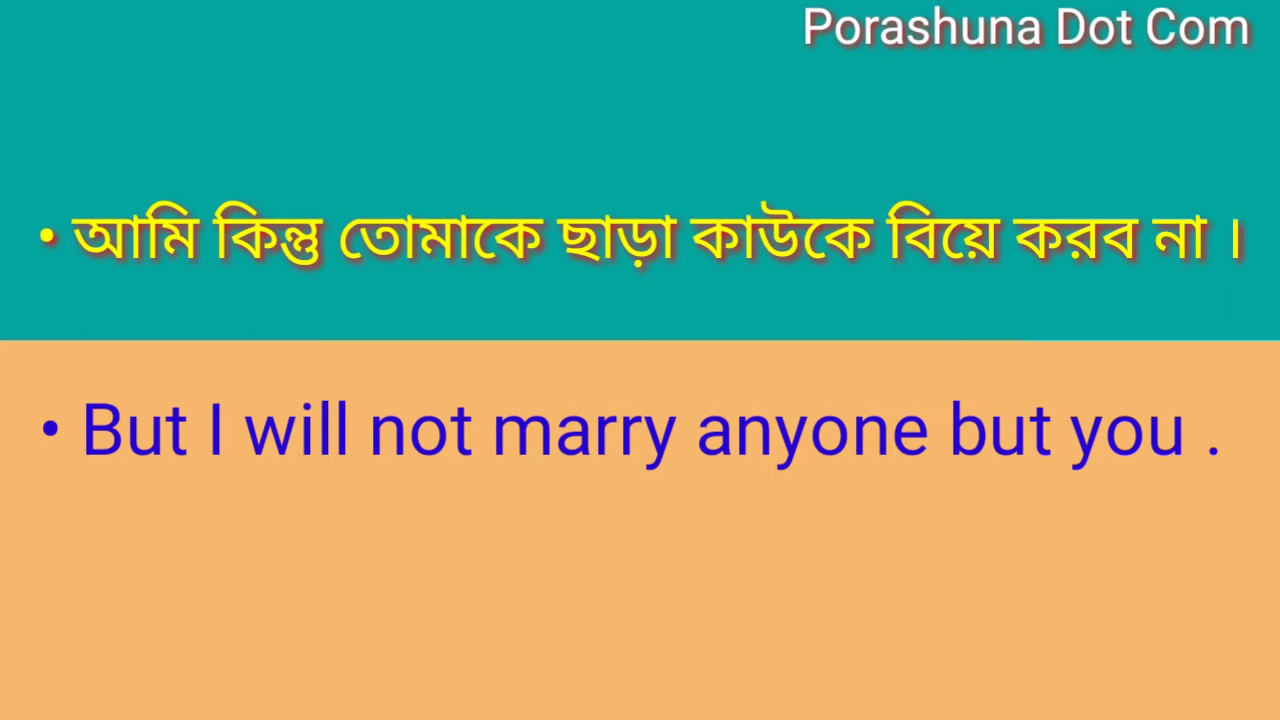 Porashuna Dot Com
• আমি কিন্তু তোমাকে ছাড়া কাউকে বিয়ে করব না ।
• But I will not marry anyone but you .